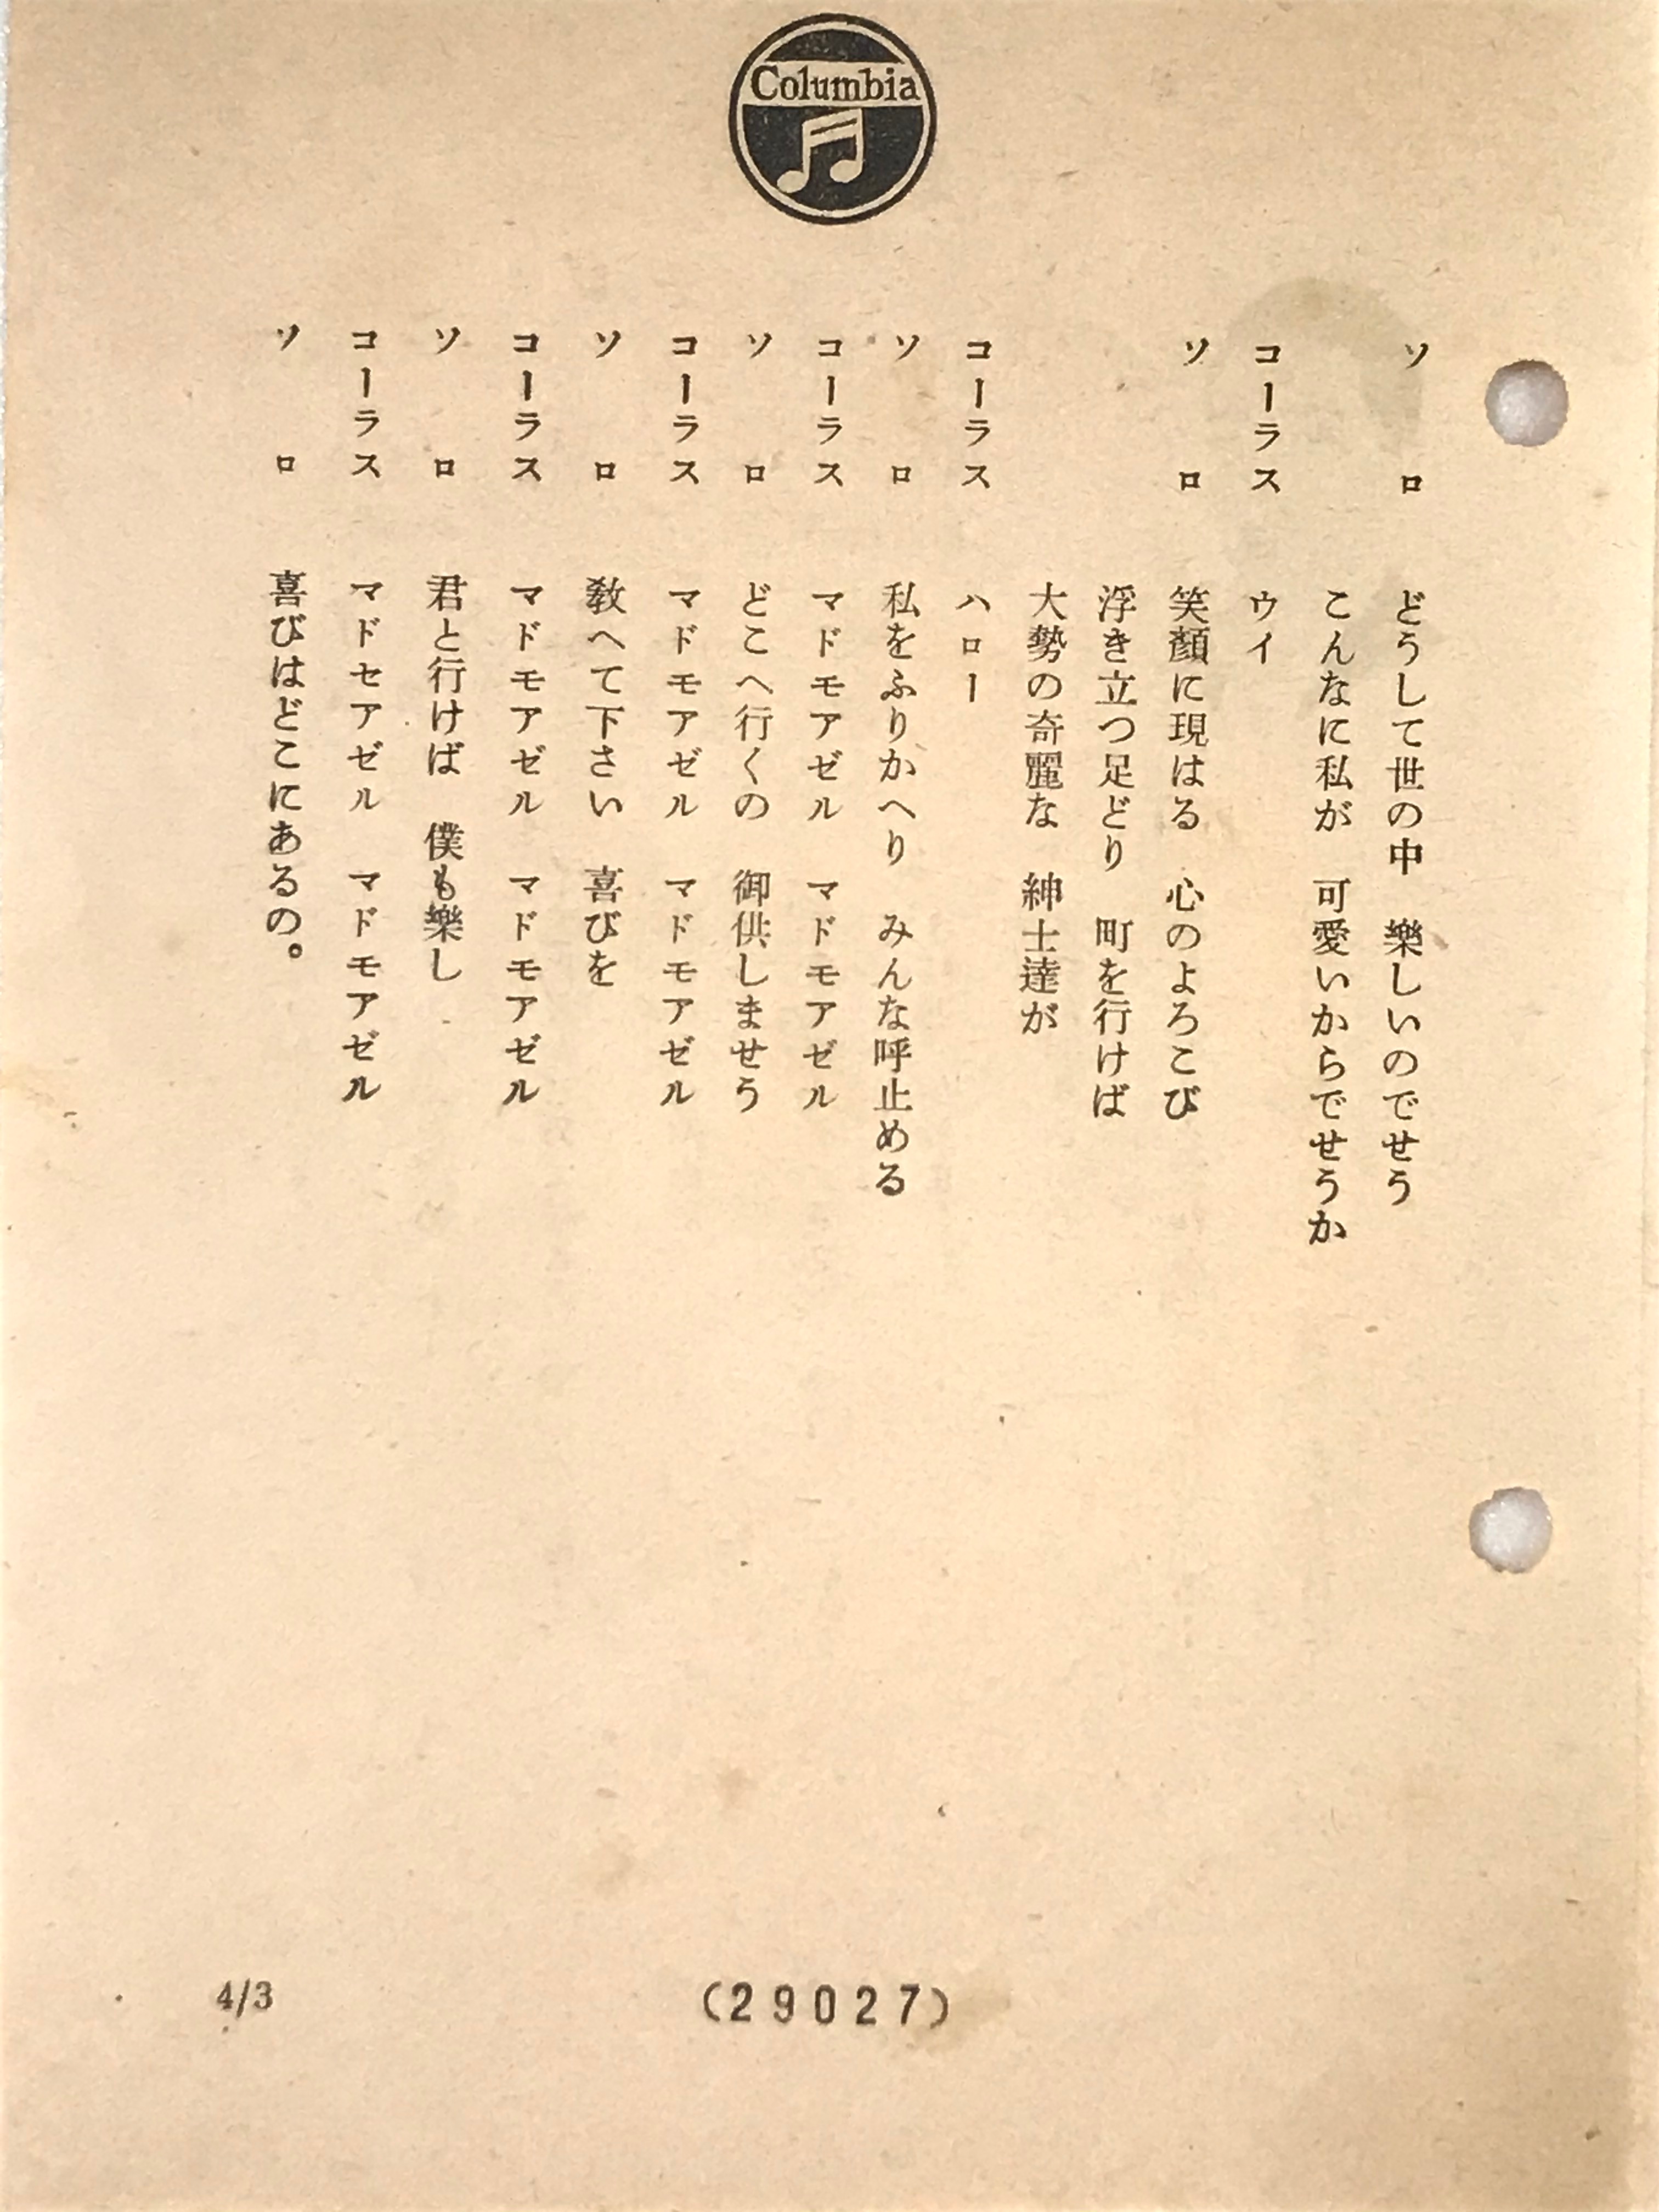 Columbia
ソロ　どうして世の中　樂しいのでせう
こんなに私が　可愛いからでせうか
コーラス　ウイ
ソロ　笑顏に現はる　心のよろこび
浮き立つ足どり　町を行けば
大勢の奇麗な　紳士達が
コーラス　ハロー
ソロ　私をふりかへり　みんな呼止める
コーラス　マドモアゼル　マドモアゼル
ソロ　どこへ行くの　御供しませう
コーラス　マドモアゼル　マドモアゼル
ソロ　敎へて下さい　喜びを
コーラス　マドモアゼル　マドモアゼル
ソロ　君と行けば　僕も樂し
コーラス　マドセアゼル　マドモアゼル
ソロ　喜びはどこにあるの。
(29027)
4/3